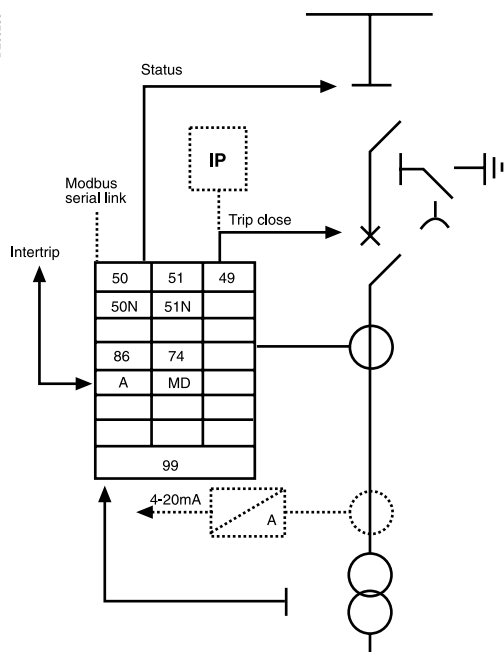 Status
IP
Modbus
serial link
Trip close
Intertrip
50 51 49
50N 51N
86 74
A MD
99
4-20mA
A